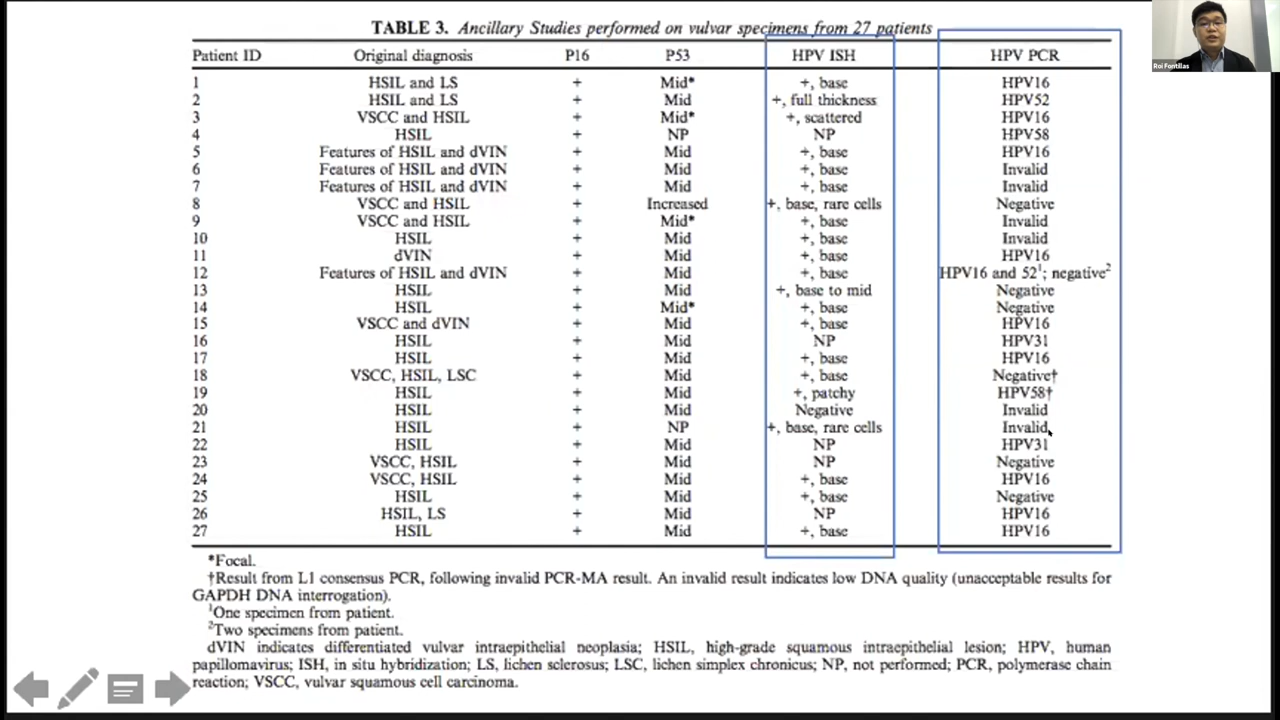 TABLE 3. Ancillary Studies performed on vulvar specimens from 27 patients
Patient ID Original diagnosis P16 P53 HPV ISH HPV PCR
1 HSIL and LS + Mid* +, base HPV16
2 HSIL and LS + Mid +, full thickness HPV52
3 VSCC and HSIL + Mid* +, scattered HPV16
4 HSIL + NP NP HPV58
5 Features of HSIL and dVIN + Mid +, base HPV16
6 Features of HSIL and dVIN + Mid +, base Invalid
7 Features of HSIL and dVIN + Mid +, base Invalid
8 VSCC and HSIL + Increased +, base, rare cells Negative
9 VSCC and HSIL + Mid* +, base Invalid
10 HSIL + Mid +, base Invalid
11 dVIN + Mid +, base HPV16
12 Features of HSIL and dVIN + Mid +, base HPV16 and 52¹; negative²
13 HSIL + Mid +, base to mid Negative
14 HSIL + Mid* +, base Negative
15 VSCC and dVIN + Mid +, base HPV16
16 HSIL + Mid NP HPV31
17 HSIL + Mid +, base HPV16
18 VSCC, HSIL, LSC + Mid +, base Negative†
19 HSIL + Mid +, patchy HPV58†
20 HSIL + Mid Negative Invalid
21 HSIL + NP +, base, rare cells Invalid
22 HSIL + Mid NP HPV31
23 VSCC, HSIL + Mid NP Negative
24 VSCC, HSIL + Mid +, base HPV16
25 HSIL + Mid +, base Negative
26 HSIL, LS + Mid NP HPV16
27 HSIL + Mid +, base HPV16
*Focal.
†Result from L1 consensus PCR, following invalid PCR-MA result. An invalid result indicates low DNA quality (unacceptable results for
GAPDH DNA interrogation).
¹One specimen from patient.
²Two specimens from patient.
dVIN indicates differentiated vulvar intraepithelial neoplasia; HSIL, high-grade squamous intraepithelial lesion; HPV, human
papillomavirus; ISH, in situ hybridization; LS, lichen sclerosus; LSC, lichen simplex chronicus; NP, not performed; PCR, polymerase chain
reaction; VSCC, vulvar squamous cell carcinoma.
Roi Fontillas